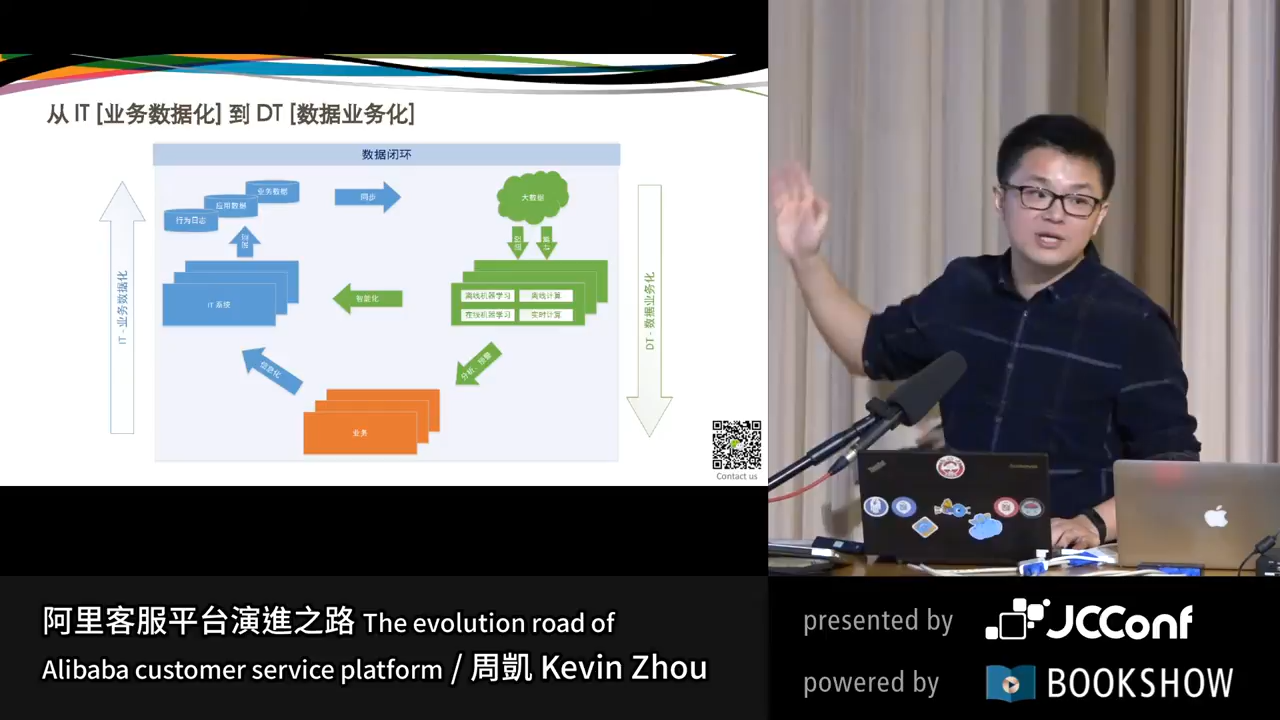 从 IT [业务数据化] 到 DT [数据业务化]
数据闭环
业务数据
应用数据
行为日志
同步
大数据
IT 系统
智能化
离线机器学习
离线计算
在线机器学习
实时计算
IT - 业务数据化
DT - 数据业务化
信息化
业务
Contact us
ThinkPad
阿里客服平台演進之路 The evolution road of
Alibaba customer service platform / 周凱 Kevin Zhou
presented by JCConf
powered by BOOKSHOW